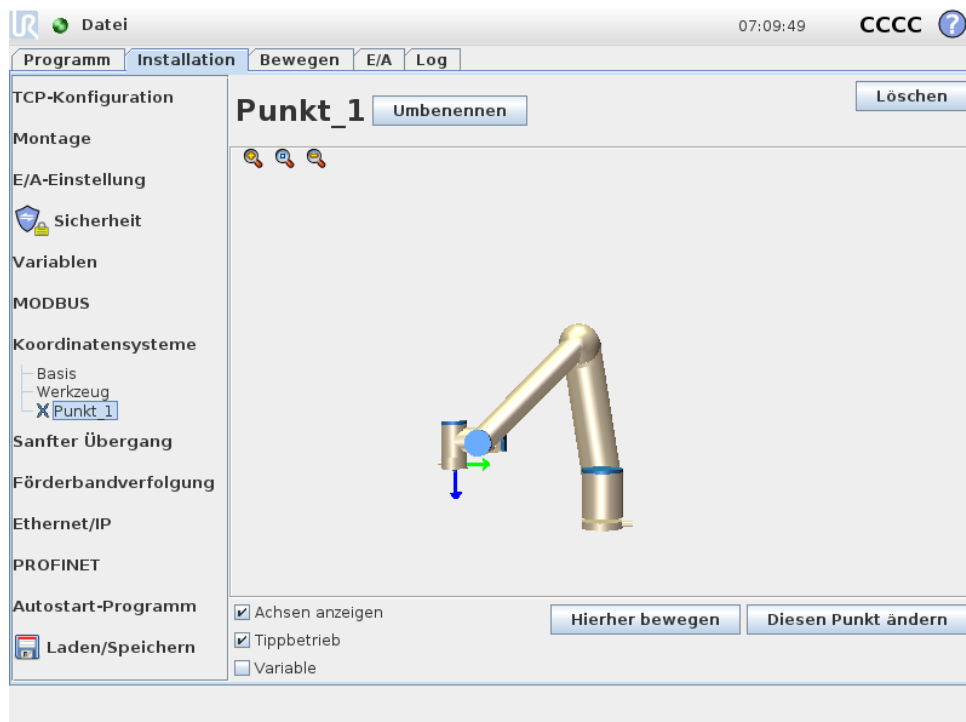 UR Datei 07:09:49 CCCC ?
Programm Installation Bewegen E/A Log
TCP-Konfiguration
Montage
E/A-Einstellung
Sicherheit
Variablen
MODBUS
Koordinatensysteme
Basis
Werkzeug
Punkt_1
Sanfter Übergang
Förderbandverfolgung
Ethernet/IP
PROFINET
Autostart-Programm
Laden/Speichern
Punkt_1 Umbenennen Löschen
Achsen anzeigen
Tippbetrieb
Variable
Hierher bewegen Diesen Punkt ändern